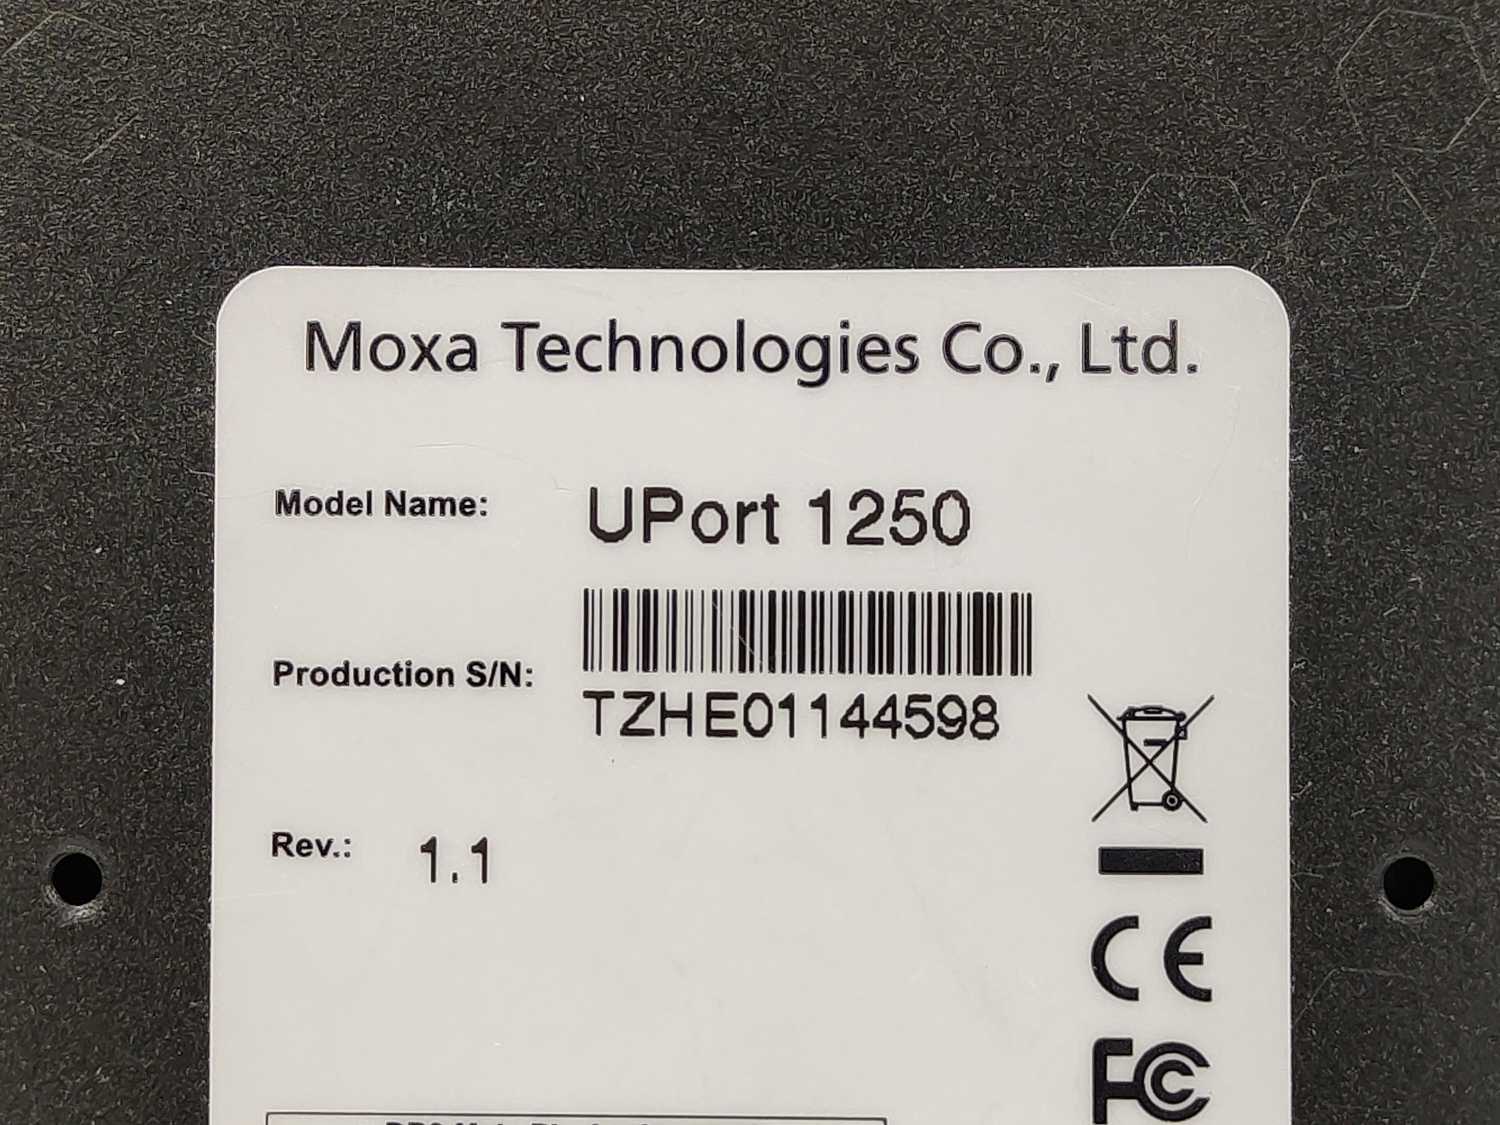 Moxa Technologies Co., Ltd.
Model Name: UPort 1250
Production S/N: TZHE01144598
Rev.: 1.1
CE
FC